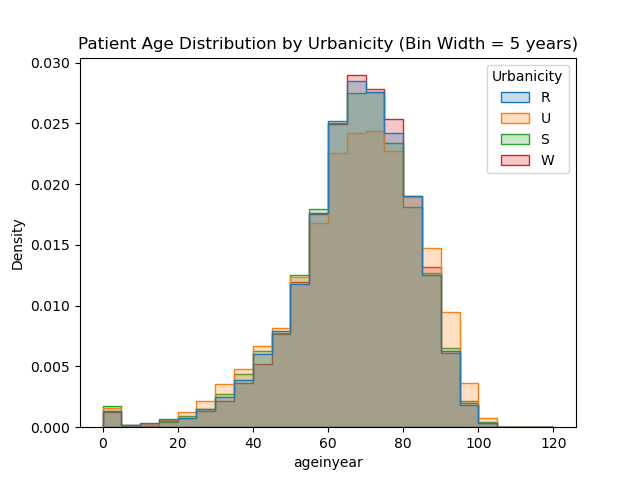 Patient Age Distribution by Urbanicity (Bin Width = 5 years)
Urbanicity
R
U
S
W
Density
0.030
0.025
0.020
0.015
0.010
0.005
0.000
0 20 40 60 80 100 120
ageinyear